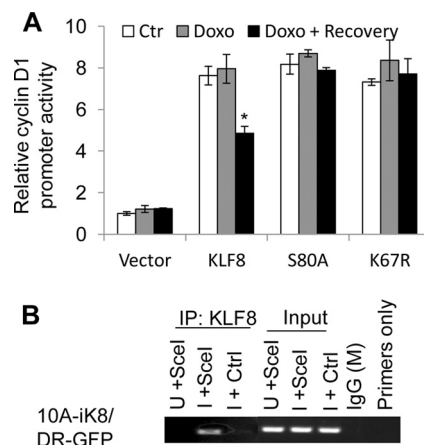 A
Ctr Doxo Doxo + Recovery
Relative cyclin D1
promoter activity
10
8
6
4
2
0
*
Vector KLF8 S80A K67R
B
IP: KLF8 Input
U +SceI
I +SceI
I + Ctrl
U +SceI
I +SceI
I + Ctrl
IgG (M)
Primers only
10A-iK8/
DR-GFP